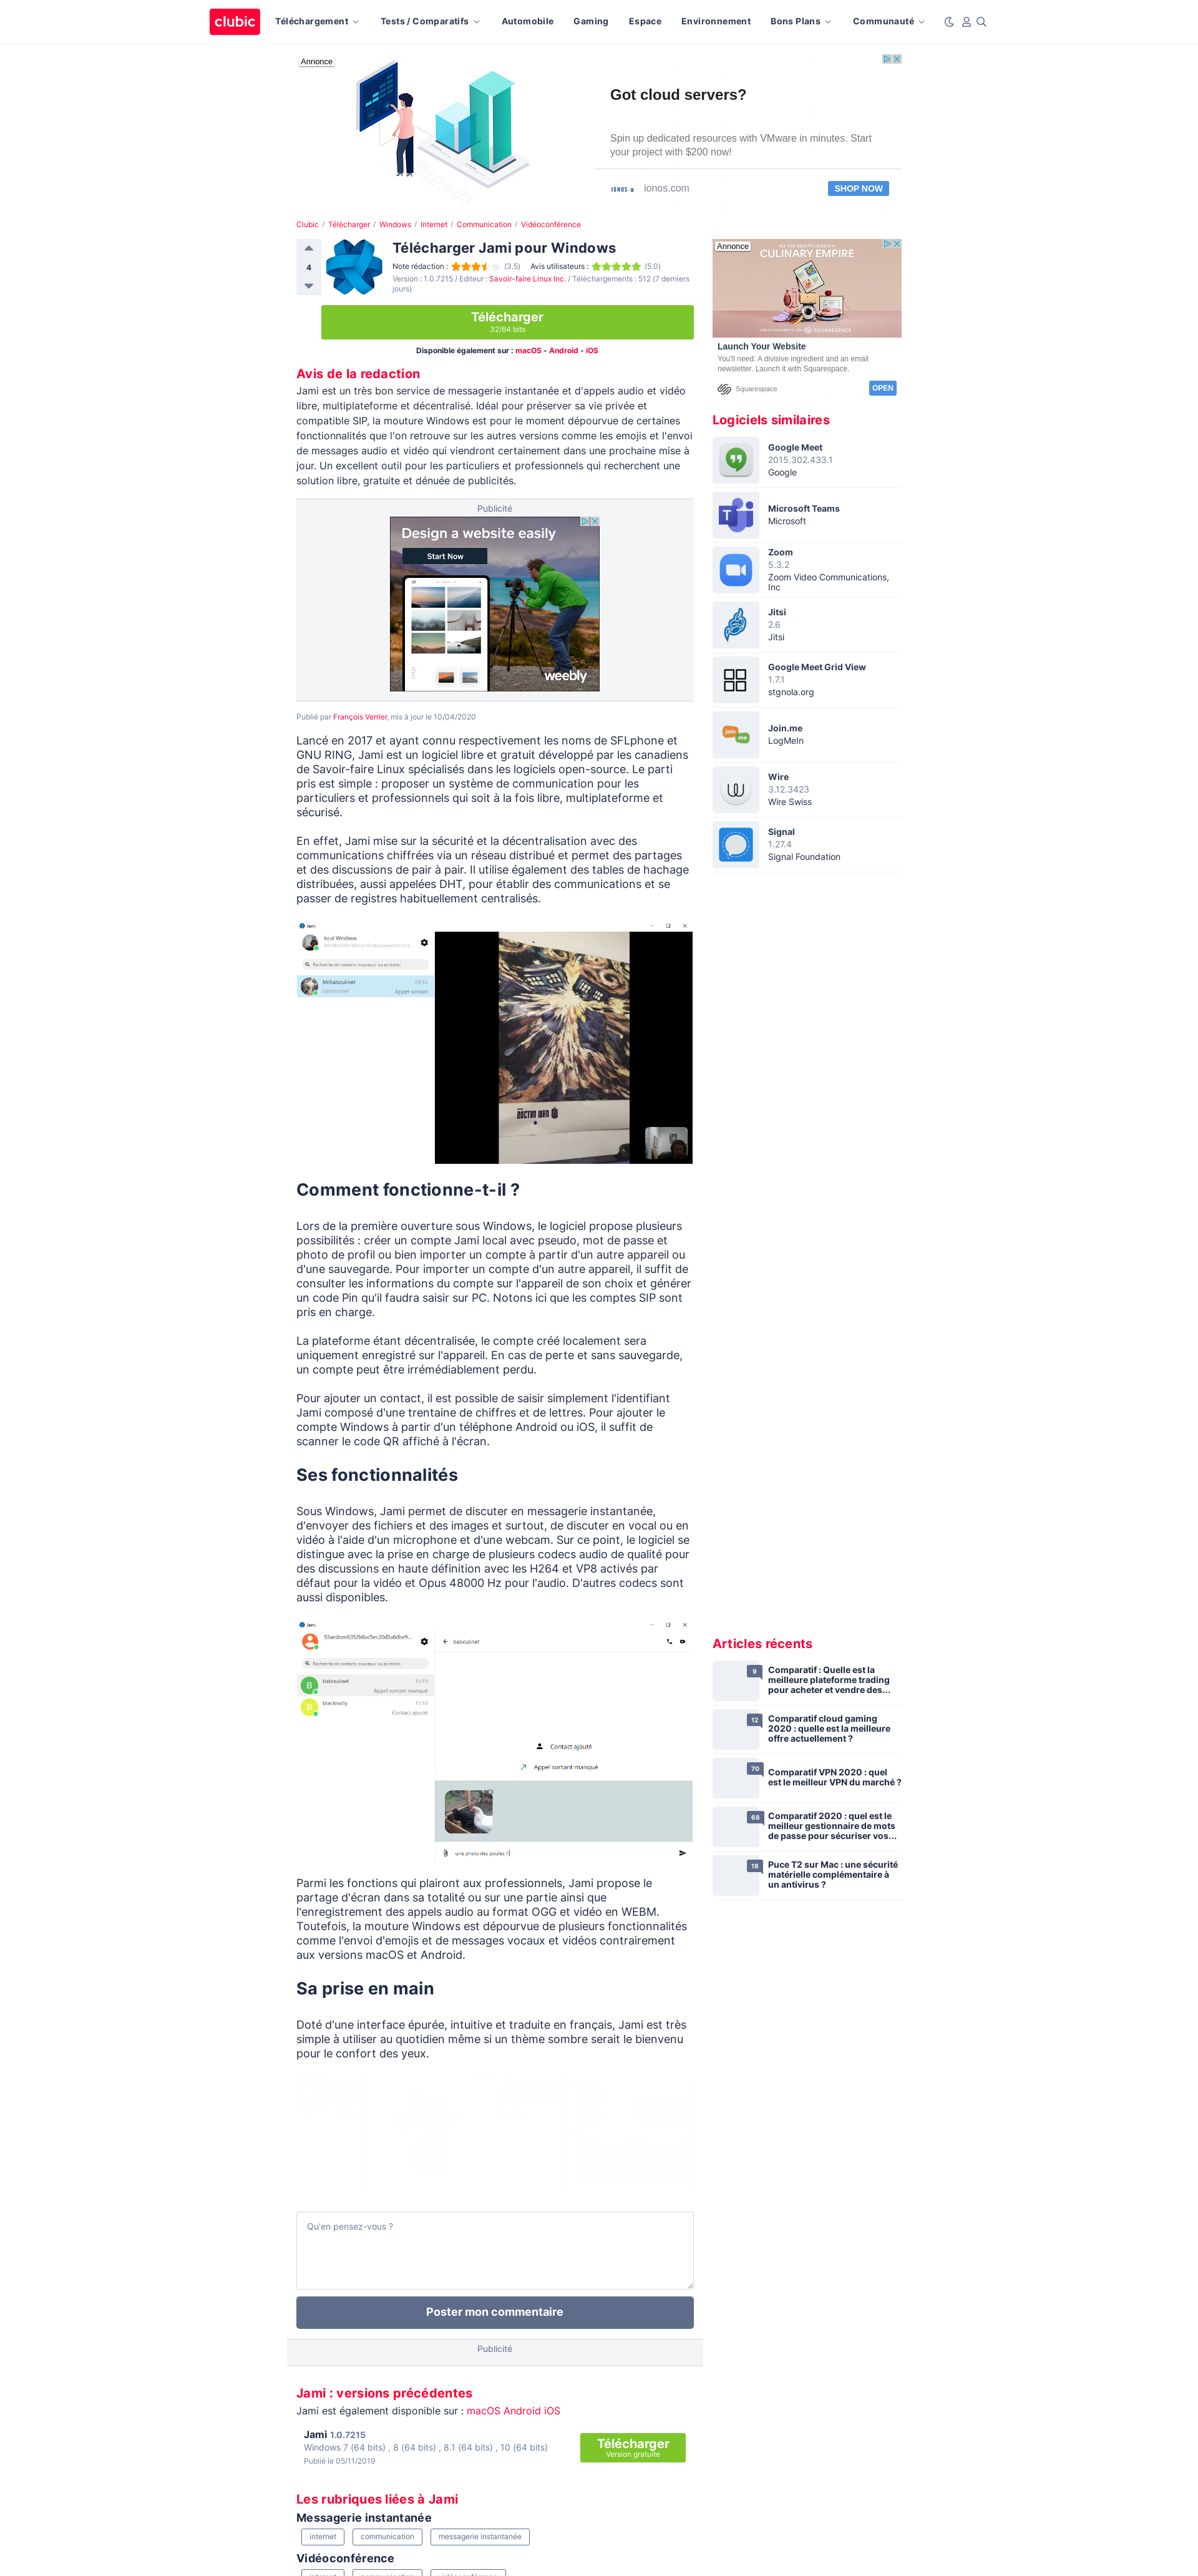 clubic
Téléchargement
Tests / Comparatifs
Automobile
Gaming
Espace
Environnement
Bons Plans
Communauté
Annonce
Got cloud servers?
Spin up dedicated resources with VMware in minutes. Start
your project with $200 now!
IONOS
ionos.com
SHOP NOW
Clubic / Télécharger / Windows / Internet / Communication / Vidéoconférence
4
Télécharger Jami pour Windows
Note rédaction : (3.5) Avis utilisateurs : (5.0)
Version : 1.0.7215 / Editeur : Savoir-faire Linux Inc. / Téléchargements : 512 (7 derniers
jours)
Télécharger
32/64 bits
Disponible également sur : macOS - Android - iOS
Avis de la redaction
Jami est un très bon service de messagerie instantanée et d'appels audio et vidéo
libre, multiplateforme et décentralisé. Idéal pour préserver sa vie privée et
compatible SIP, la mouture Windows est pour le moment dépourvue de certaines
fonctionnalités que l'on retrouve sur les autres versions comme les emojis et l'envoi
de messages audio et vidéo qui viendront certainement dans une prochaine mise à
jour. Un excellent outil pour les particuliers et professionnels qui recherchent une
solution libre, gratuite et dénuée de publicités.
Publicité
Design a website easily
Start Now
weebly
Publié par François Verrier, mis à jour le 10/04/2020
Lancé en 2017 et ayant connu respectivement les noms de SFLphone et
GNU RING, Jami est un logiciel libre et gratuit développé par les canadiens
de Savoir-faire Linux spécialisés dans les logiciels open-source. Le parti
pris est simple : proposer un système de communication pour les
particuliers et professionnels qui soit à la fois libre, multiplateforme et
sécurisé.
En effet, Jami mise sur la sécurité et la décentralisation avec des
communications chiffrées via un réseau distribué et permet des partages
et des discussions de pair à pair. Il utilise également des tables de hachage
distribuées, aussi appelées DHT, pour établir des communications et se
passer de registres habituellement centralisés.
Jami
local Windows
Recherche de contacts nouveaux ou existants
Mrtlaboulinet
09:16
baboulinet
Appel sortant
DOCTOR WHO
Comment fonctionne-t-il ?
Lors de la première ouverture sous Windows, le logiciel propose plusieurs
possibilités : créer un compte Jami local avec pseudo, mot de passe et
photo de profil ou bien importer un compte à partir d'un autre appareil ou
d'une sauvegarde. Pour importer un compte d'un autre appareil, il suffit de
consulter les informations du compte sur l'appareil de son choix et générer
un code Pin qu'il faudra saisir sur PC. Notons ici que les comptes SIP sont
pris en charge.
La plateforme étant décentralisée, le compte créé localement sera
uniquement enregistré sur l'appareil. En cas de perte et sans sauvegarde,
un compte peut être irrémédiablement perdu.
Pour ajouter un contact, il est possible de saisir simplement l'identifiant
Jami composé d'une trentaine de chiffres et de lettres. Pour ajouter le
compte Windows à partir d'un téléphone Android ou iOS, il suffit de
scanner le code QR affiché à l'écran.
Ses fonctionnalités
Sous Windows, Jami permet de discuter en messagerie instantanée,
d'envoyer des fichiers et des images et surtout, de discuter en vocal ou en
vidéo à l'aide d'un microphone et d'une webcam. Sur ce point, le logiciel se
distingue avec la prise en charge de plusieurs codecs audio de qualité pour
des discussions en haute définition avec les H264 et VP8 activés par
défaut pour la vidéo et Opus 48000 Hz pour l'audio. D'autres codecs sont
aussi disponibles.
Jami
Recherche de contacts nouveaux ou existants
B
baboulinet
Appel sortant manqué
B
blacknaity
Contact ajouté
baboulinet
Contact ajouté
Appel sortant manqué
une photo des poules !
Parmi les fonctions qui plairont aux professionnels, Jami propose le
partage d'écran dans sa totalité ou sur une partie ainsi que
l'enregistrement des appels audio au format OGG et vidéo en WEBM.
Toutefois, la mouture Windows est dépourvue de plusieurs fonctionnalités
comme l'envoi d'emojis et de messages vocaux et vidéos contrairement
aux versions macOS et Android.
Sa prise en main
Doté d'une interface épurée, intuitive et traduite en français, Jami est très
simple à utiliser au quotidien même si un thème sombre serait le bienvenu
pour le confort des yeux.
Qu'en pensez-vous ?
Poster mon commentaire
Publicité
Jami : versions précédentes
Jami est également disponible sur : macOS Android iOS
Jami 1.0.7215
Windows 7 (64 bits) , 8 (64 bits) , 8.1 (64 bits) , 10 (64 bits)
Publié le 05/11/2019
Télécharger
Version gratuite
Les rubriques liées à Jami
Messagerie instantanée
internet
communication
messagerie instantanée
Vidéoconférence
Annonce
CULINARY EMPIRE
SQUARESPACE
Launch Your Website
You'll need: A divisive ingredient and an email
newsletter. Launch it with Squarespace.
Squarespace
OPEN
Logiciels similaires
Google Meet
2015.302.433.1
Google
Microsoft Teams
Microsoft
Zoom
5.3.2
Zoom Video Communications,
Inc
Jitsi
2.6
Jitsi
Google Meet Grid View
1.7.1
stgnola.org
join me
Join.me
LogMeIn
Wire
3.12.3423
Wire Swiss
Signal
1.27.4
Signal Foundation
Articles récents
9
Comparatif : Quelle est la
meilleure plateforme trading
pour acheter et vendre des...
12
Comparatif cloud gaming
2020 : quelle est la meilleure
offre actuellement ?
70
Comparatif VPN 2020 : quel
est le meilleur VPN du marché ?
68
Comparatif 2020 : quel est le
meilleur gestionnaire de mots
de passe pour sécuriser vos...
18
Puce T2 sur Mac : une sécurité
matérielle complémentaire à
un antivirus ?